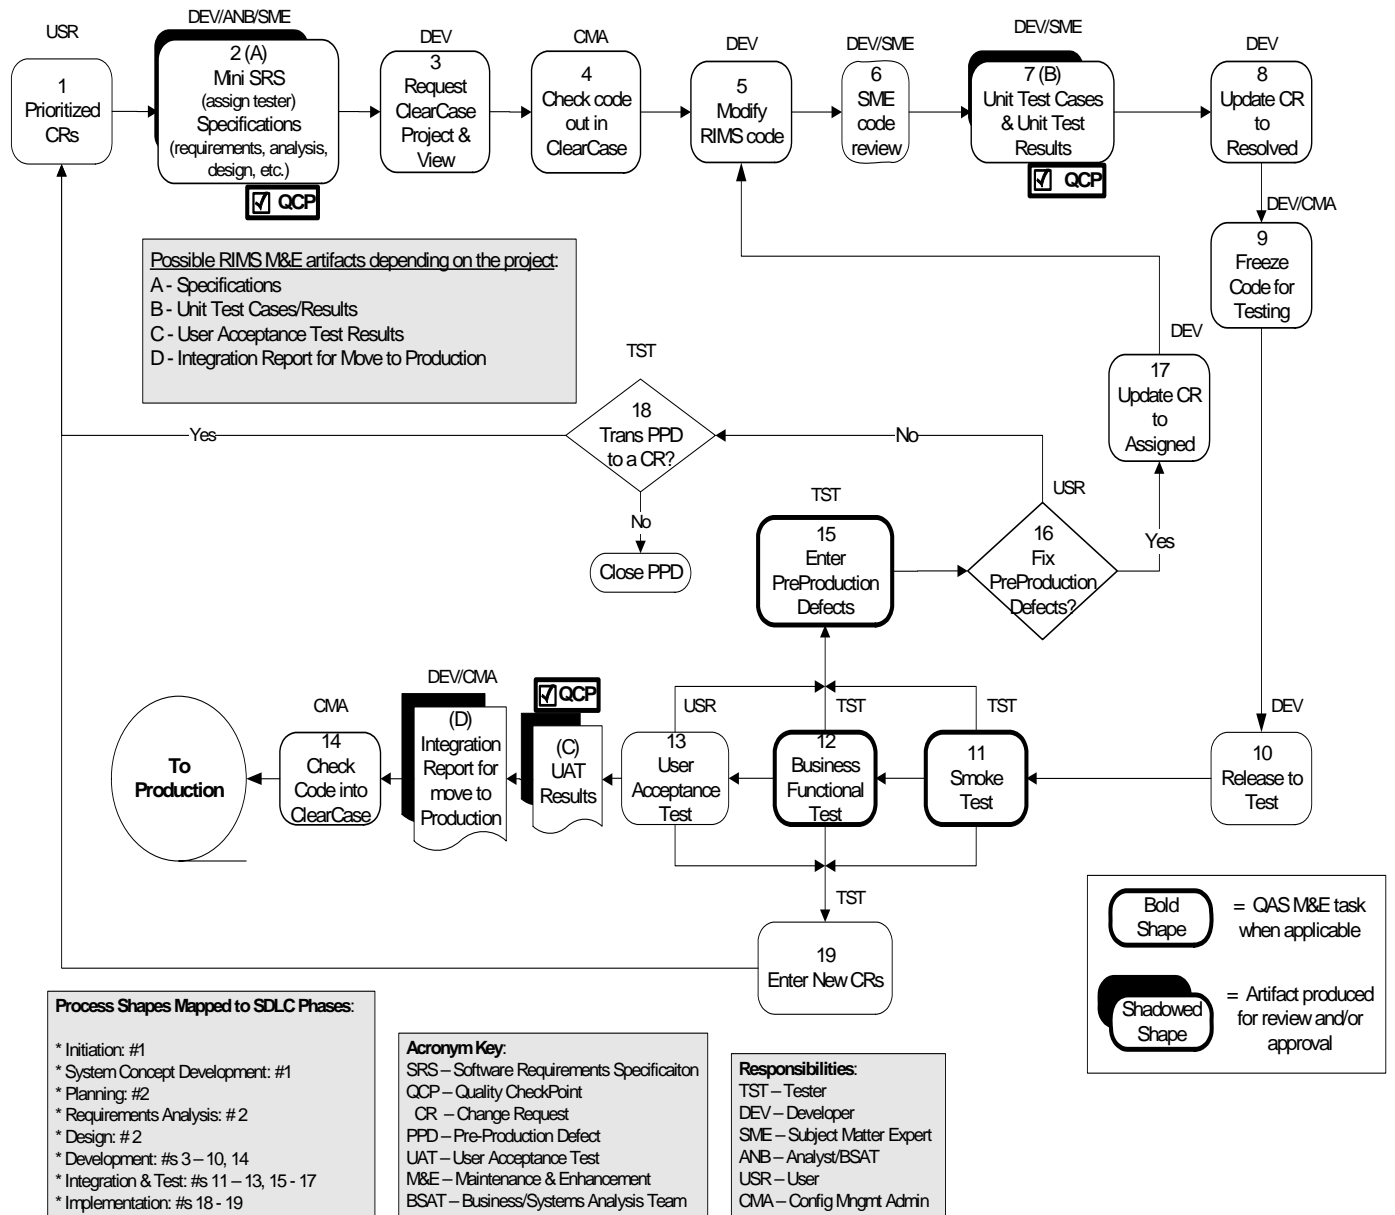 USR
1
Prioritized
CRs
DEV/ANB/SME
2 (A)
Mini SRS
(assign tester)
Specifications
(requirements, analysis,
design, etc.)
QCP
DEV
3
Request
ClearCase
Project &
View
CMA
4
Check code
out in
ClearCase
DEV
5
Modify
RIMS code
DEV/SME
6
SME
code
review
DEV/SME
7 (B)
Unit Test Cases
& Unit Test
Results
QCP
DEV
8
Update CR
to
Resolved
DEV/CMA
9
Freeze
Code for
Testing
Possible RIMS M&E artifacts depending on the project:
A - Specifications
B - Unit Test Cases/Results
C - User Acceptance Test Results
D - Integration Report for Move to Production
DEV
17
Update CR
to
Assigned
TST
18
Trans PPD
to a CR?
Yes
No
No
Close PPD
TST
15
Enter
PreProduction
Defects
USR
16
Fix
PreProduction
Defects?
Yes
DEV
10
Release to
Test
TST
11
Smoke
Test
TST
12
Business
Functional
Test
USR
13
User
Acceptance
Test
QCP
(C)
UAT
Results
DEV/CMA
(D)
Integration
Report for
move to
Production
CMA
14
Check
Code into
ClearCase
To
Production
TST
19
Enter New CRs
Bold
Shape
= QAS M&E task
when applicable
Shadowed
Shape
= Artifact produced
for review and/or
approval
Process Shapes Mapped to SDLC Phases:
* Initiation: #1
* System Concept Development: #1
* Planning: #2
* Requirements Analysis: # 2
* Design: # 2
* Development: #s 3 – 10, 14
* Integration & Test: #s 11 – 13, 15 - 17
* Implementation: #s 18 - 19
Acronym Key:
SRS – Software Requirements Specificaiton
QCP – Quality CheckPoint
CR – Change Request
PPD – Pre-Production Defect
UAT – User Acceptance Test
M&E – Maintenance & Enhancement
BSAT – Business/Systems Analysis Team
Responsibilities:
TST – Tester
DEV – Developer
SME – Subject Matter Expert
ANB – Analyst/BSAT
USR – User
CMA – Config Mngmt Admin